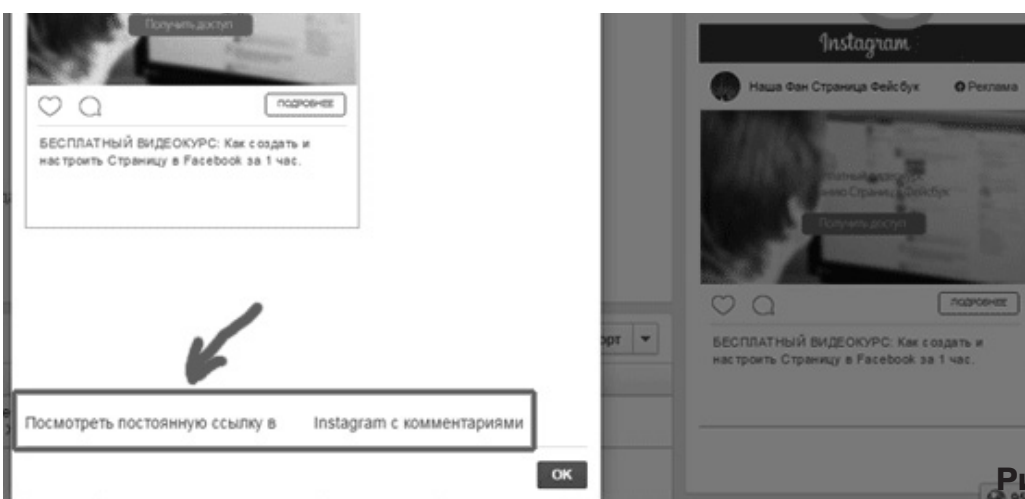 Получить доступ
ПОДРОБНЕЕ
БЕСПЛАТНЫЙ ВИДЕОКУРС: Как создать и
настроить Страницу в Facebook за 1 час.
Посмотреть постоянную ссылку в Instagram с комментариями
OK
Instagram
Наша Фан Страница Фейсбук Реклама
Страниц Фейсбук
Получить доступ
ПОДРОБНЕЕ
БЕСПЛАТНЫЙ ВИДЕОКУРС: Как создать и
настроить Страницу в Facebook за 1 час.